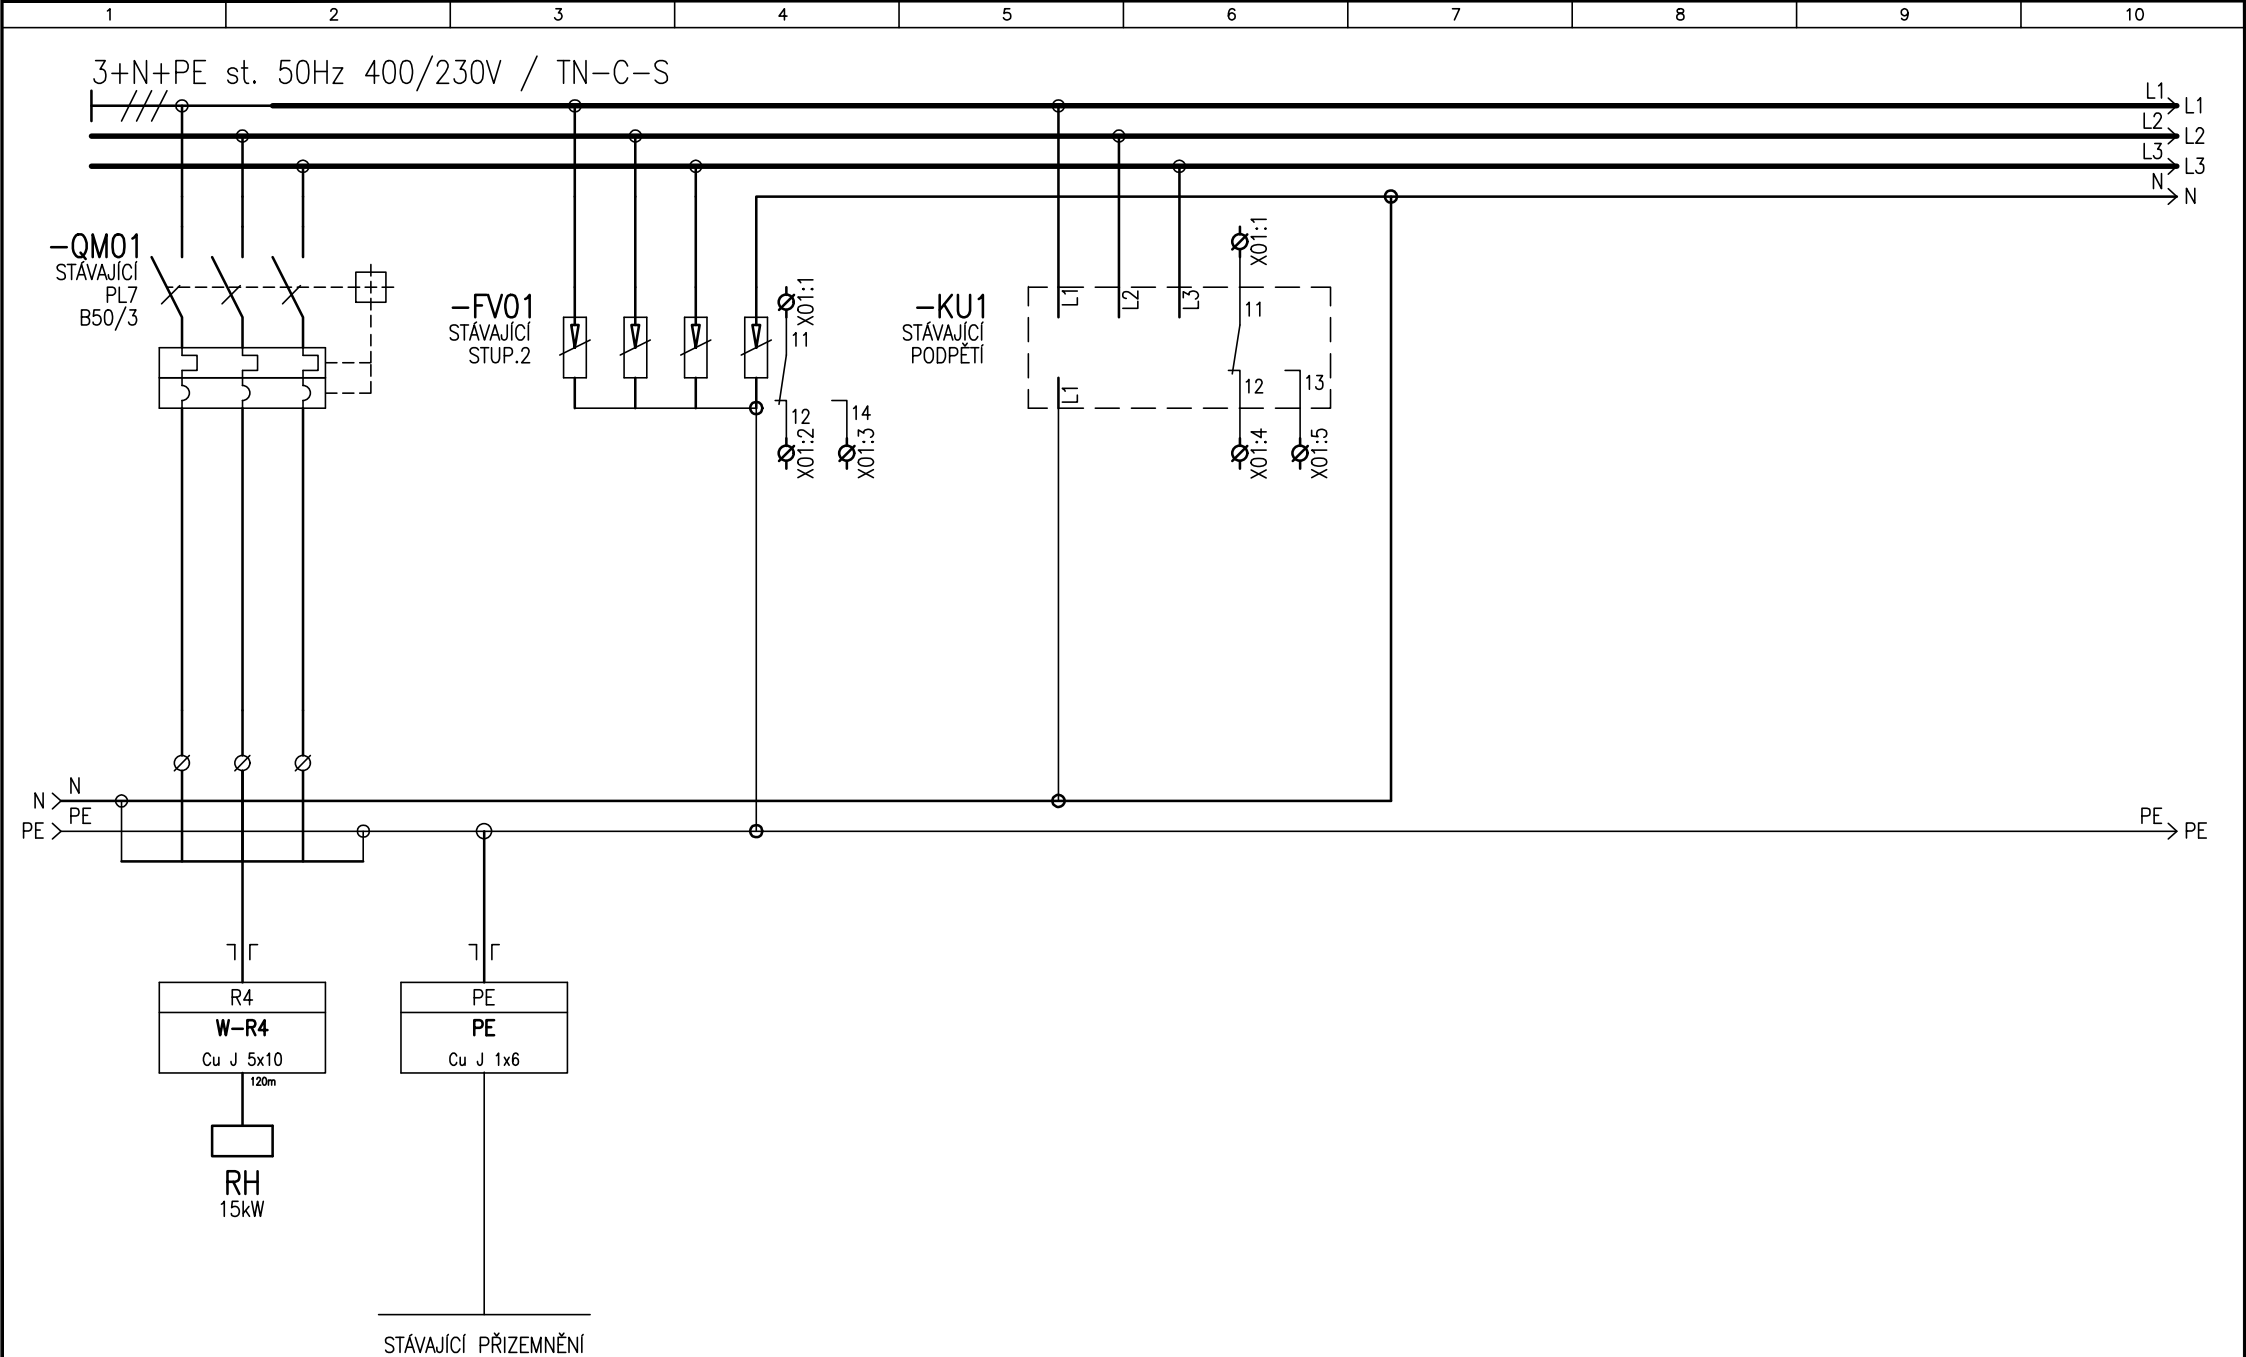 1 2 3 4 5 6 7 8 9 10
3+N+PE st. 50Hz 400/230V / TN-C-S
L1 L1
L2 L2
L3 L3
N N
-QM01
STÁVAJÍCÍ
PL7
B50/3
-FV01
STÁVAJÍCÍ
STUP.2
X01:1
11
12
X01:2
14
X01:3
-KU1
STÁVAJÍCÍ
PODPĚTÍ
L1
L2
L3
L1
X01:1
11
12
X01:4
13
X01:5
N N
PE PE
PE PE
R4
W-R4
Cu J 5x10
120m
RH
15kW
PE
PE
Cu J 1x6
STÁVAJÍCÍ PŘIZEMNĚNÍ